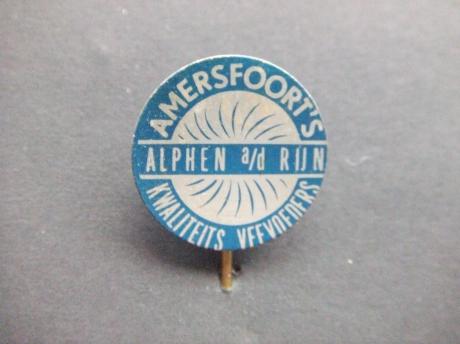 AMERSFOORT'S
ALPHEN a/d RIJN
KWALITEITS VEEVOEDERS